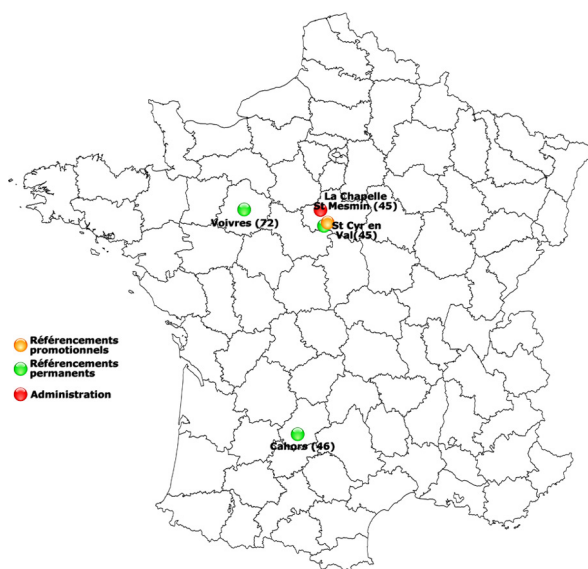 La Chapelle
St Mesmin (45)
Voivres (72)
St Cyr en
Val(45)
Référencements
promotionnels
Référencements
permanents
Administration
Cahors (46)